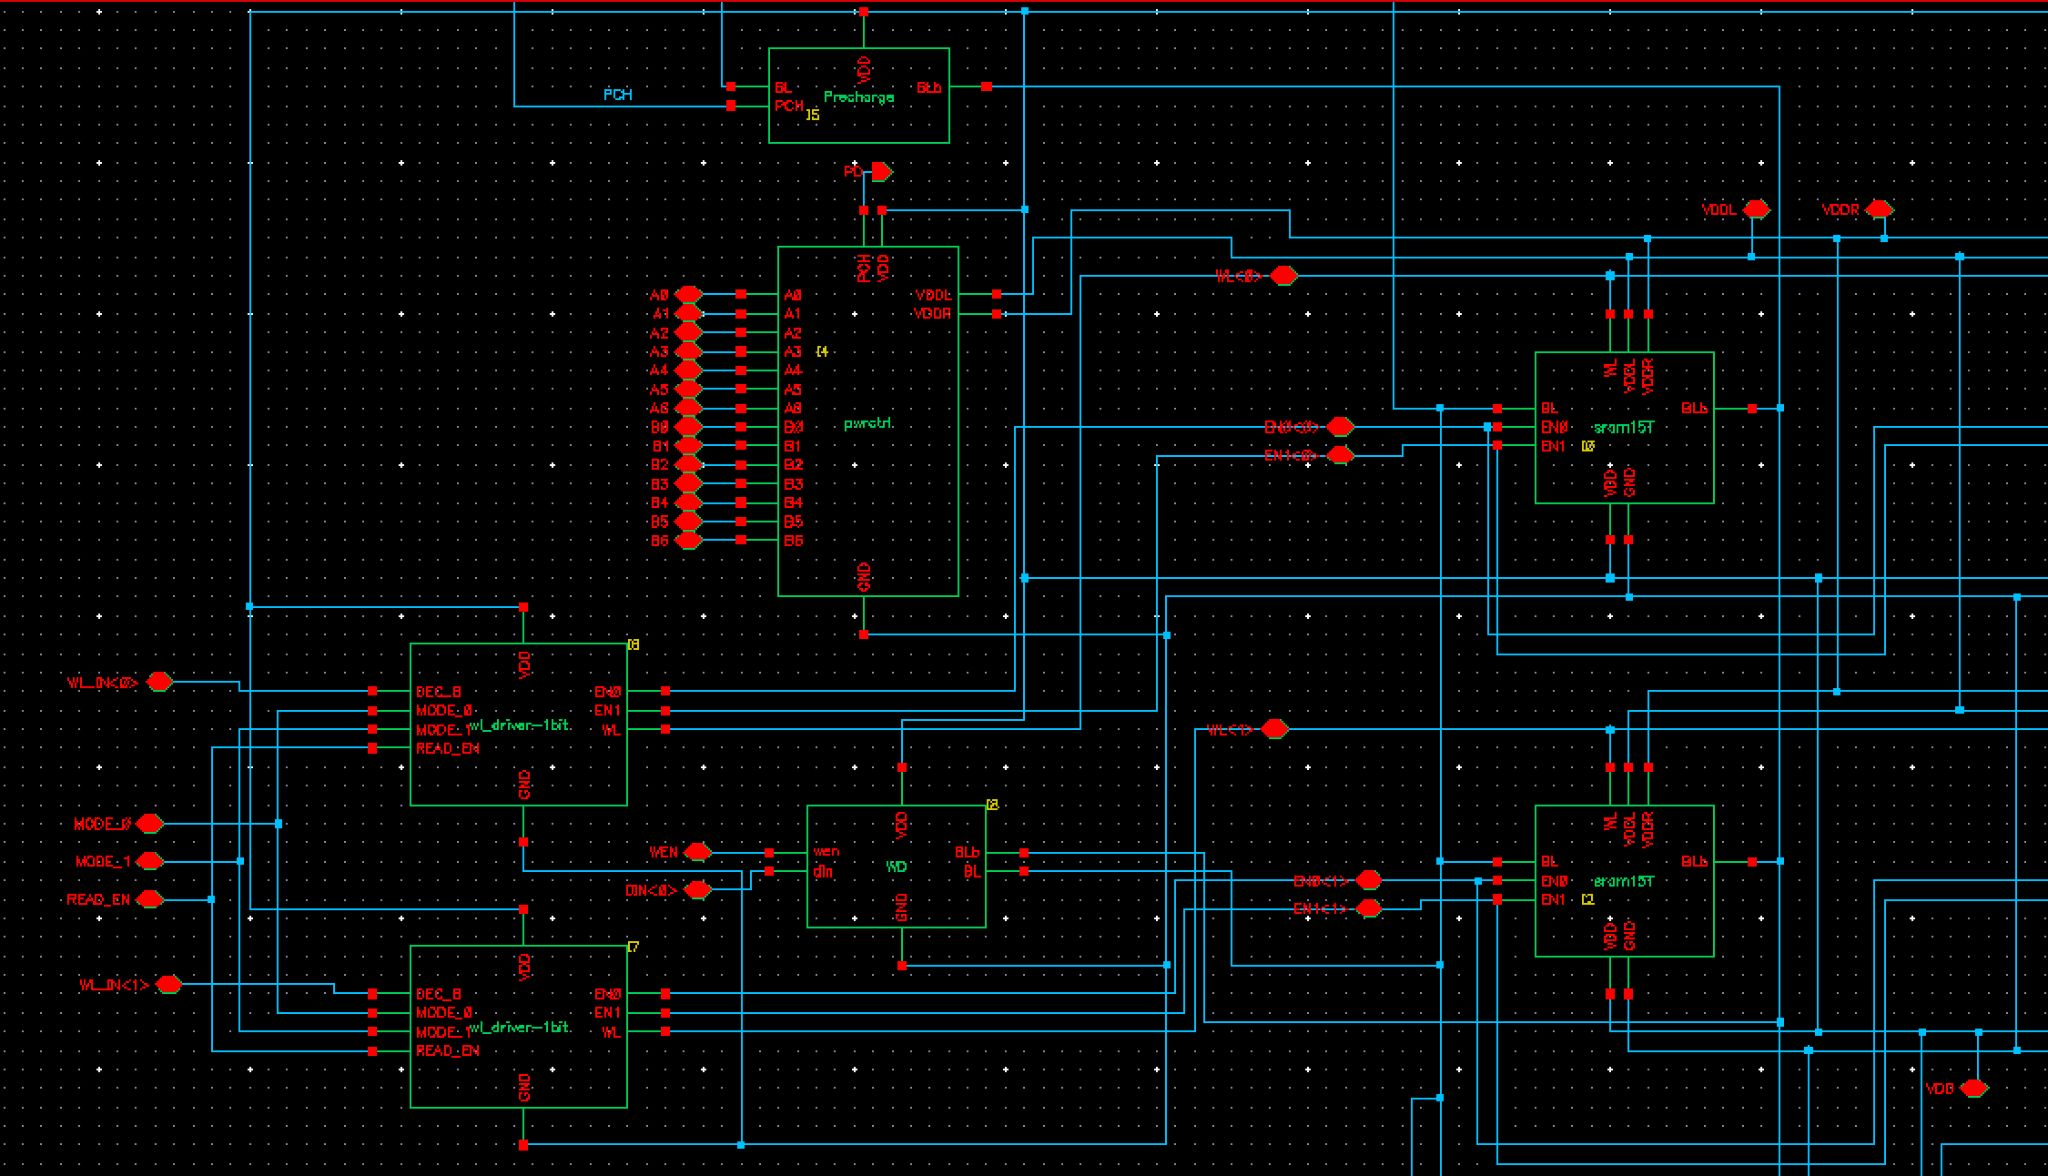 VDD
PCH
BL
BLb
Precharge
PCH
I5
PD
VDDL
VDDR
PCH
VDD
WL<0>
A0
A0
VDDL
A1
A1
VDDR
A2
A2
A3
A3
I4
A4
A4
A5
A5
A6
A6
B0
B0
B1
B1
B2
B2
B3
B3
B4
B4
B5
B5
B6
B6
pwrctrl
GND
WL
VDDL
VDDR
BL
BLb
EN0<0>
EN0
sram15T
EN1<0>
EN1
I0
VDD
GND
I6
VDD
WL_IN<0>
DEC_B
EN0
MODE_0
EN1
wl_driver-1bit
MODE_1
WL
READ_EN
GND
WL<1>
MODE_0
MODE_1
READ_EN
I8
VDD
WEN
wen
BLb
WD
DIN<0>
din
BL
GND
WL
VDDL
VDDR
BL
BLb
EN0<1>
EN0
sram15T
EN1<1>
EN1
VDD
GND
I7
VDD
WL_IN<1>
DEC_B
EN0
MODE_0
EN1
wl_driver-1bit
MODE_1
WL
READ_EN
GND
VDD